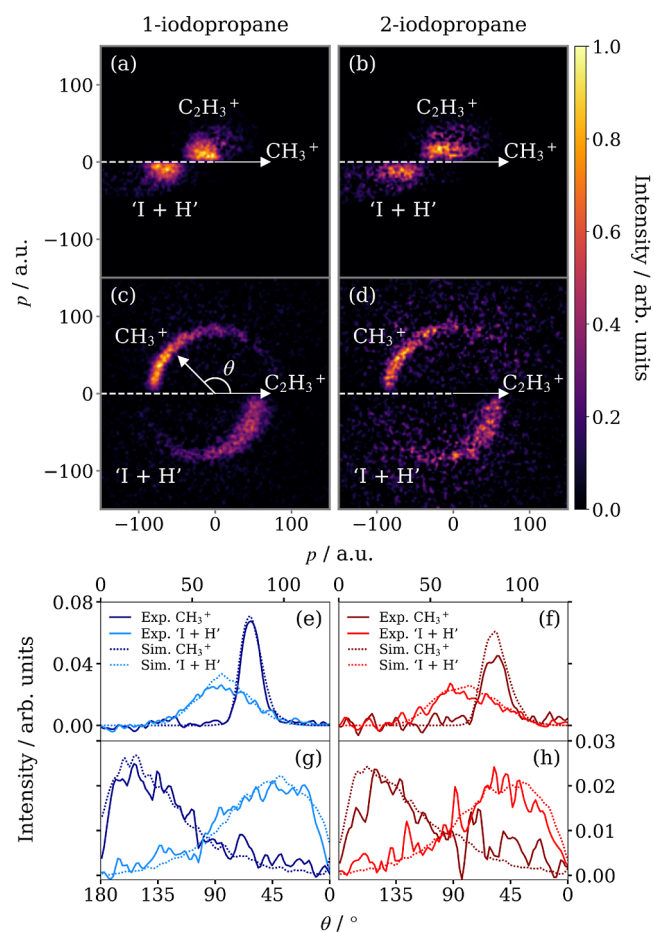 1-iodopropane 2-iodopropane
(a) (b) 1.0
100
C₂H₃⁺ C₂H₃⁺
CH₃⁺ CH₃⁺
0
0.8
'I + H' 'I + H'
−100
0.6
p / a.u.
Intensity / arb. units
(c) (d)
100
0.4
CH₃⁺ CH₃⁺
θ
C₂H₃⁺ C₂H₃⁺
0
0.2
−100
'I + H' 'I + H'
0.0
−100 0 100 −100 0 100
p / a.u.
0 50 100 0 50 100
0.08
Exp. CH₃⁺ (e) Exp. CH₃⁺ (f)
Exp. 'I + H' Exp. 'I + H'
Sim. CH₃⁺ Sim. CH₃⁺
Sim. 'I + H' Sim. 'I + H'
0.04
0.00
Intensity / arb. units
(g) (h) 0.03
0.02
0.01
0.00
180 135 90 45 0 135 90 45 0
θ / °